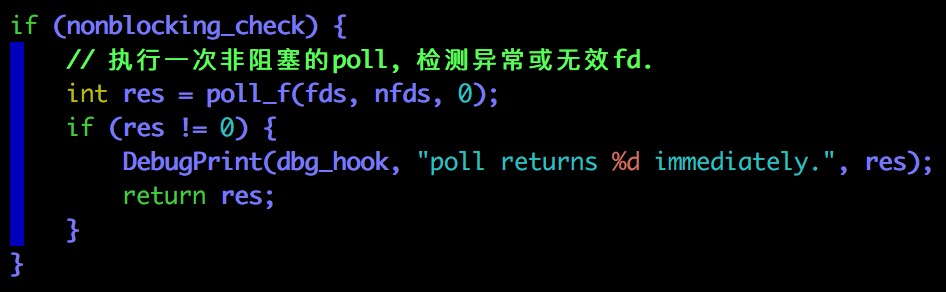 if (nonblocking_check) {
    // 执行一次非阻塞的poll, 检测异常或无效fd.
    int res = poll_f(fds, nfds, 0);
    if (res != 0) {
        DebugPrint(dbg_hook, "poll returns %d immediately.", res);
        return res;
    }
}